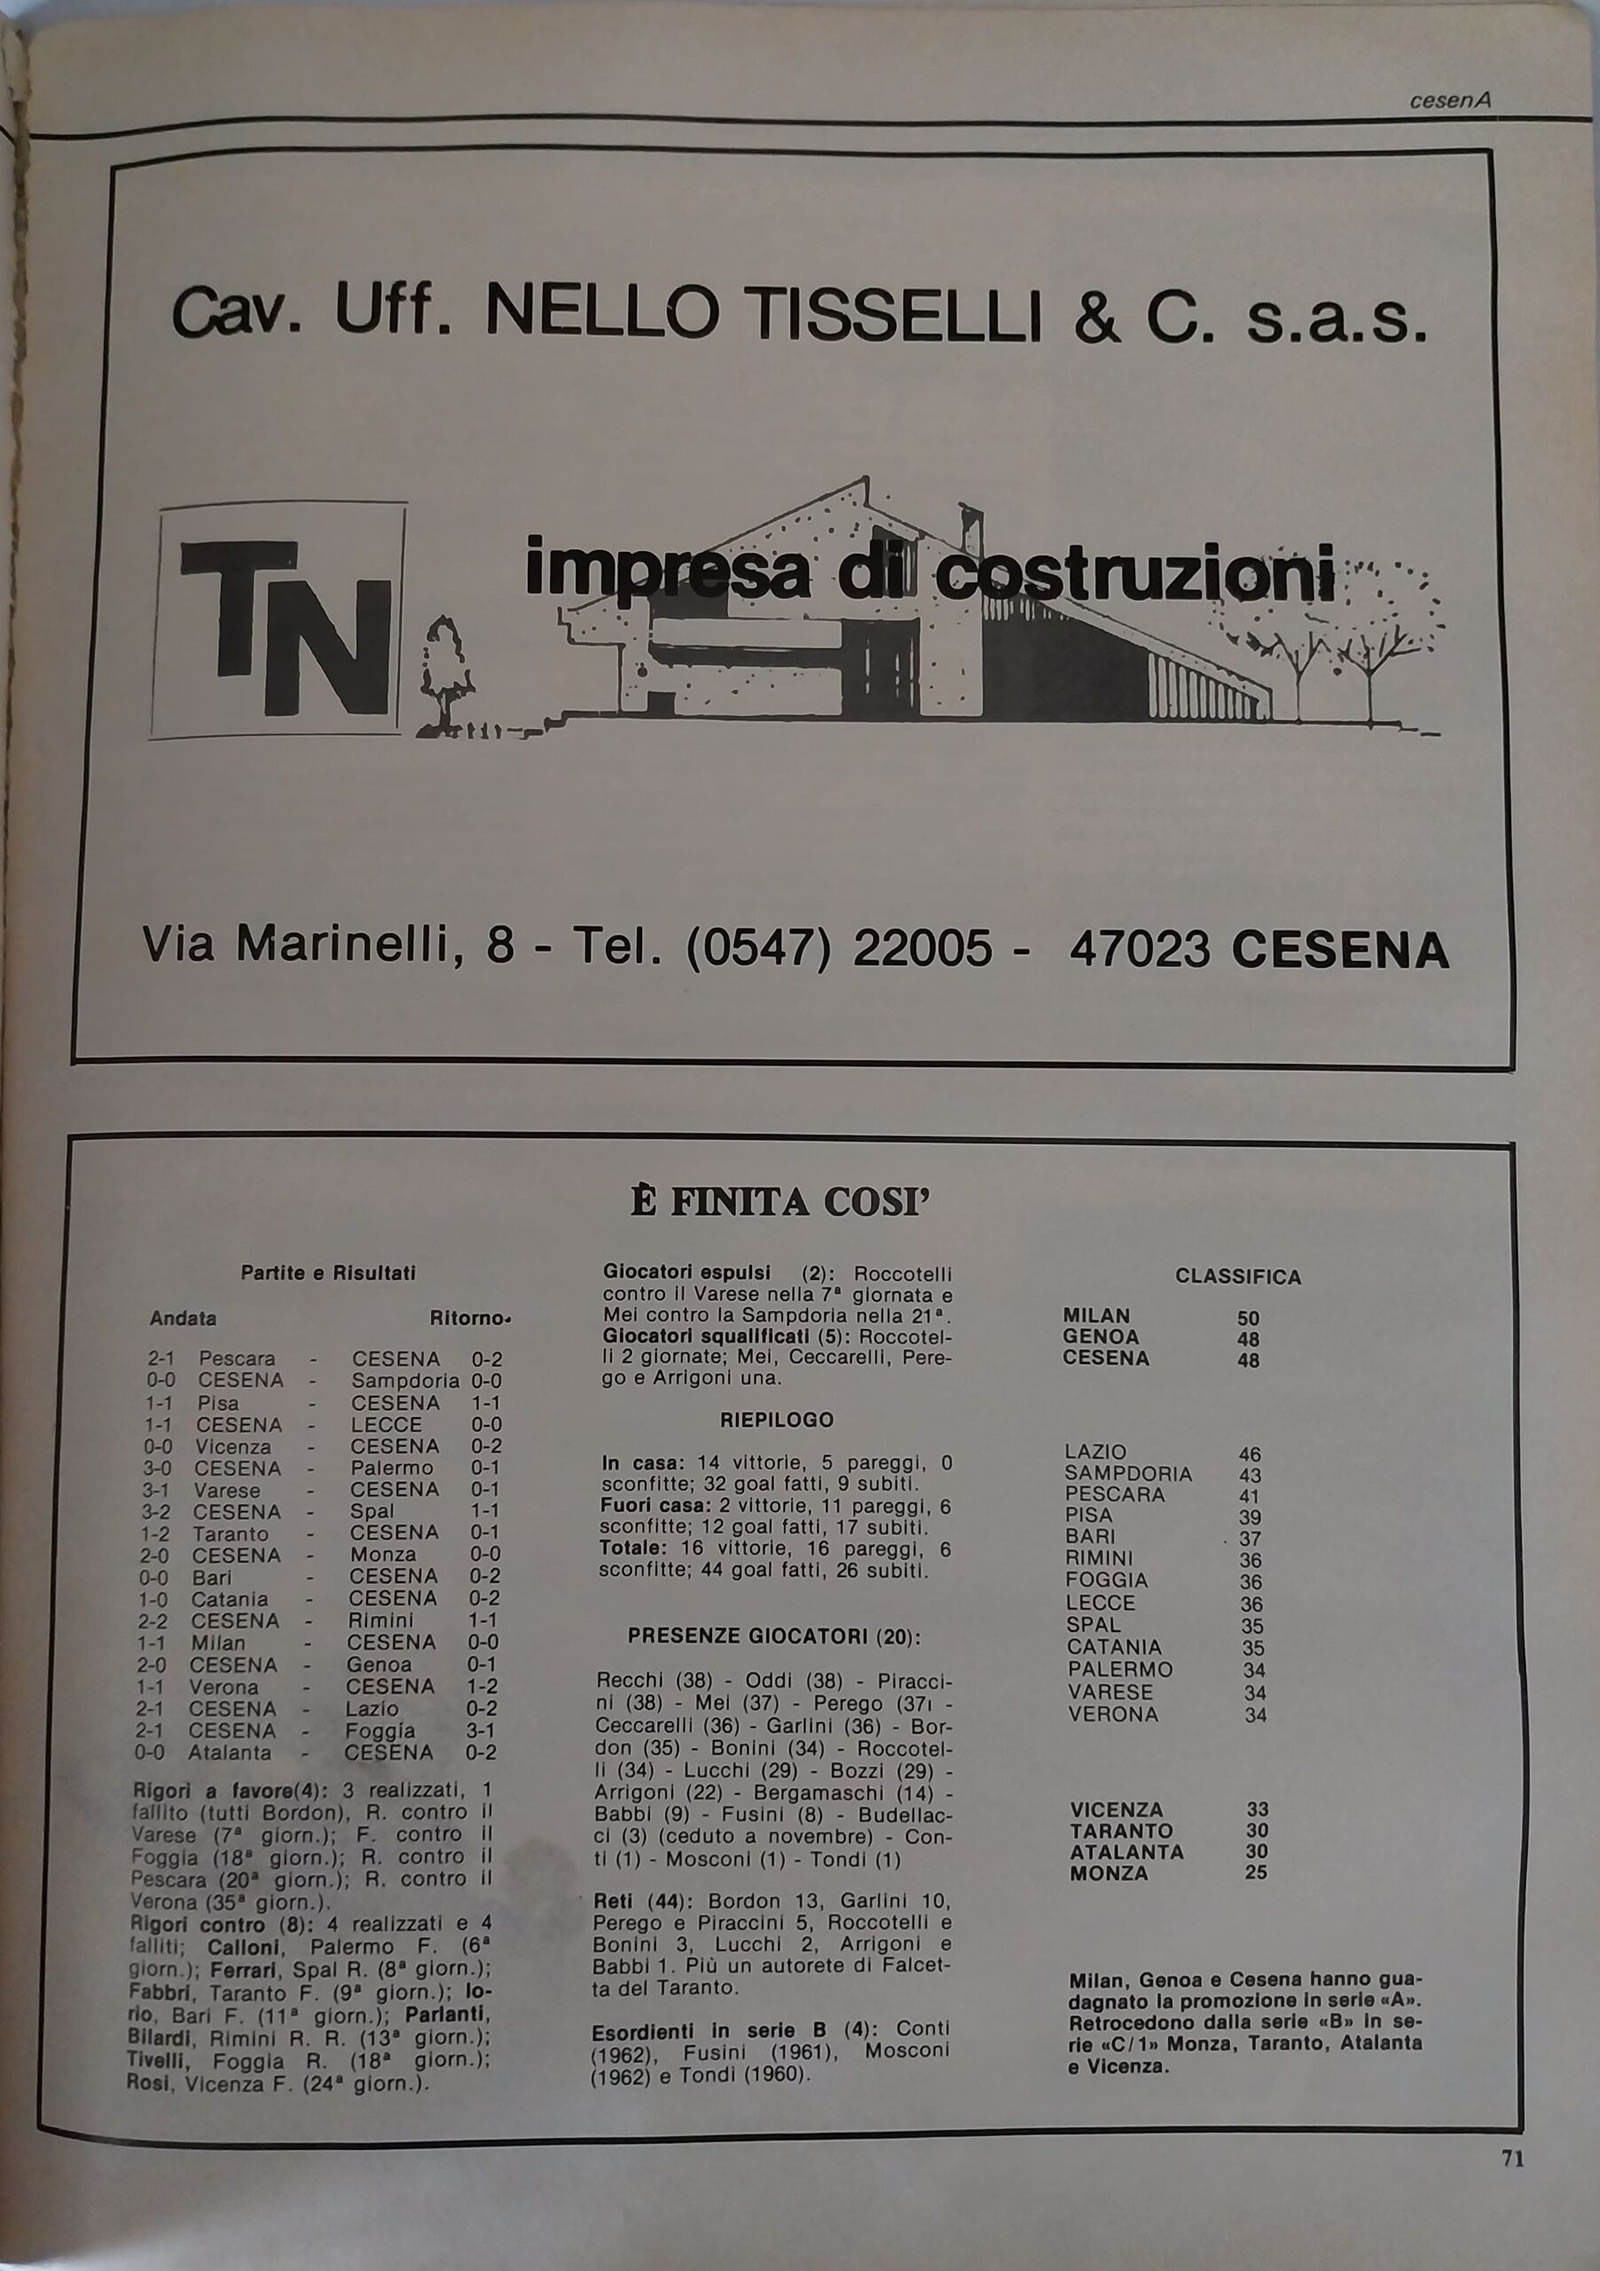 cesenA
Cav. Uff. NELLO TISSELLI & C. s.a.s.
TN
impresa di costruzioni
Via Marinelli, 8 - Tel. (0547) 22005 - 47023 CESENA
È FINITA COSI'
Partite e Risultati
Andata Ritorno
2-1 Pescara - CESENA 0-2
0-0 CESENA - Sampdoria 0-0
1-1 Pisa - CESENA 1-1
1-1 CESENA - LECCE 0-0
0-0 Vicenza - CESENA 0-2
3-0 CESENA - Palermo 0-1
3-1 Varese - CESENA 0-1
3-2 CESENA - Spal 1-1
1-2 Taranto - CESENA 0-1
2-0 CESENA - Monza 0-0
0-0 Bari - CESENA 0-2
1-0 Catania - CESENA 0-2
2-2 CESENA - Rimini 1-1
1-1 Milan - CESENA 0-0
2-0 CESENA - Genoa 0-1
1-1 Verona - CESENA 1-2
2-1 CESENA - Lazio 0-2
2-1 CESENA - Foggia 3-1
0-0 Atalanta - CESENA 0-2
Rigori a favore(4): 3 realizzati, 1
fallito (tutti Bordon), R. contro il
Varese (7ª giorn.); F. contro il
Foggia (18ª giorn.); R. contro il
Pescara (20ª giorn.); R. contro il
Verona (35ª giorn.).
Rigori contro (8): 4 realizzati e 4
falliti; Calloni, Palermo F. (6ª
giorn.); Ferrari, Spal R. (8ª giorn.);
Fabbri, Taranto F. (9ª giorn.); Io-
rio, Bari F. (11ª giorn.); Parlanti,
Bilardi, Rimini R. R. (13ª giorn.);
Tivelli, Foggia R. (18ª giorn.);
Rosi, Vicenza F. (24ª giorn.).
Giocatori espulsi (2): Roccotelli
contro il Varese nella 7ª giornata e
Mei contro la Sampdoria nella 21ª.
Giocatori squalificati (5): Roccotel-
li 2 giornate; Mei, Ceccarelli, Pere-
go e Arrigoni una.
RIEPILOGO
In casa: 14 vittorie, 5 pareggi, 0
sconfitte; 32 goal fatti, 9 subiti.
Fuori casa: 2 vittorie, 11 pareggi, 6
sconfitte; 12 goal fatti, 17 subiti.
Totale: 16 vittorie, 16 pareggi, 6
sconfitte; 44 goal fatti, 26 subiti.
PRESENZE GIOCATORI (20):
Recchi (38) - Oddi (38) - Piracci-
ni (38) - Mei (37) - Perego (37) -
Ceccarelli (36) - Garlini (36) - Bor-
don (35) - Bonini (34) - Roccotel-
li (34) - Lucchi (29) - Bozzi (29) -
Arrigoni (22) - Bergamaschi (14) -
Babbi (9) - Fusini (8) - Budellac-
ci (3) (ceduto a novembre) - Con-
ti (1) - Mosconi (1) - Tondi (1)
Reti (44): Bordon 13, Garlini 10,
Perego e Piraccini 5, Roccotelli e
Bonini 3, Lucchi 2, Arrigoni e
Babbi 1. Più un autorete di Falcet-
ta del Taranto.
Esordienti in serie B (4): Conti
(1962), Fusini (1961), Mosconi
(1962) e Tondi (1960).
CLASSIFICA
MILAN 50
GENOA 48
CESENA 48
LAZIO 46
SAMPDORIA 43
PESCARA 41
PISA 39
BARI 37
RIMINI 36
FOGGIA 36
LECCE 36
SPAL 35
CATANIA 35
PALERMO 34
VARESE 34
VERONA 34
VICENZA 33
TARANTO 30
ATALANTA 30
MONZA 25
Milan, Genoa e Cesena hanno gua-
dagnato la promozione in serie «A».
Retrocedono dalla serie «B» in se-
rie «C/1» Monza, Taranto, Atalanta
e Vicenza.
71